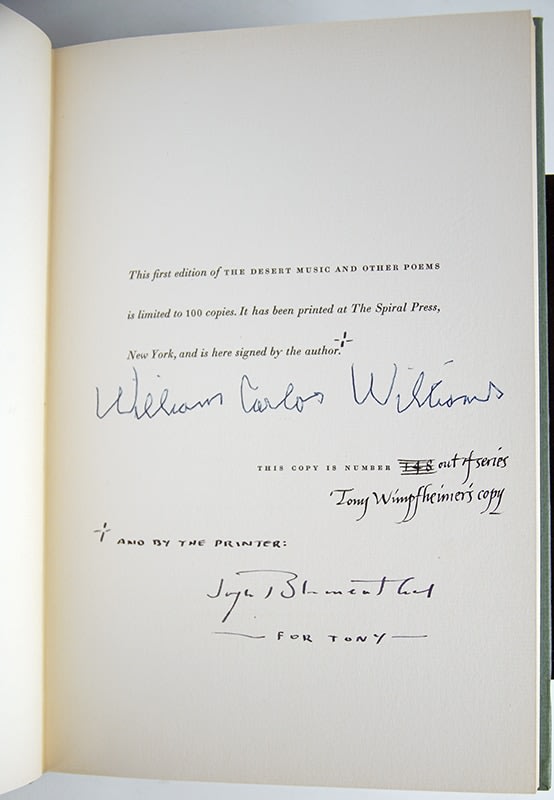 This first edition of THE DESERT MUSIC AND OTHER POEMS
is limited to 100 copies. It has been printed at The Spiral Press,
New York, and is here signed by the author.
William Carlos Williams
THIS COPY IS NUMBER 148 out of series
Tony Wimpfheimer's copy
AND BY THE PRINTER:
Joseph Blumenthal
— FOR TONY —